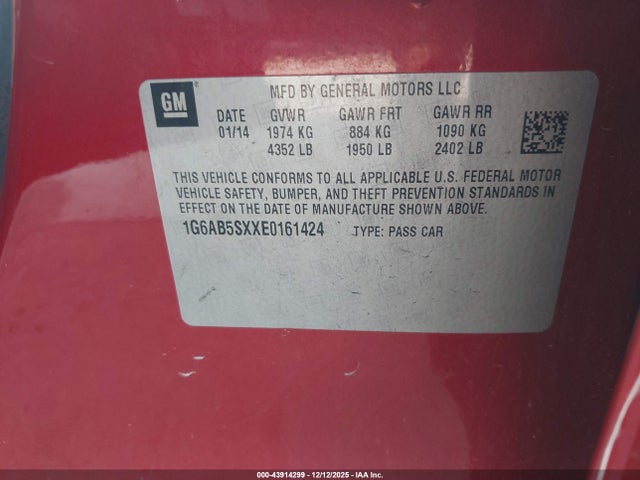 GM
MFD BY GENERAL MOTORS LLC
DATE GVWR GAWR FRT GAWR RR
01/14 1974 KG 884 KG 1090 KG
4352 LB 1950 LB 2402 LB
THIS VEHICLE CONFORMS TO ALL APPLICABLE U.S. FEDERAL MOTOR
VEHICLE SAFETY, BUMPER, AND THEFT PREVENTION STANDARDS IN
EFFECT ON THE DATE OF MANUFACTURE SHOWN ABOVE.
1G6AB5SXXE0161424 TYPE: PASS CAR
000-43914299 - 12/12/2025 - IAA Inc.